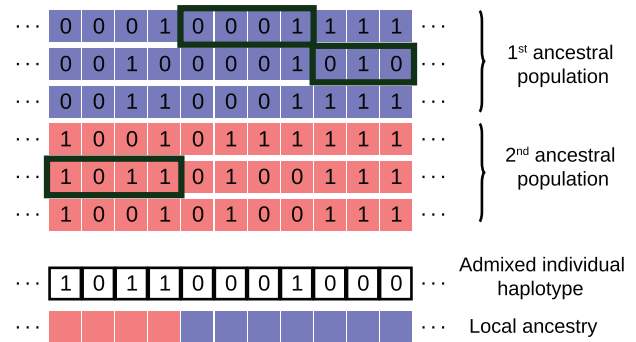 ... 0 0 0 1 0 0 0 1 1 1 1 ...
... 0 0 1 0 0 0 0 1 0 1 0 ...
... 0 0 1 1 0 0 0 1 1 1 1 ...
1st ancestral
population
... 1 0 0 1 0 1 1 1 1 1 1 ...
... 1 0 1 1 0 1 0 0 1 1 1 ...
... 1 0 0 1 0 1 0 0 1 1 1 ...
2nd ancestral
population
... 1 0 1 1 0 0 0 1 0 0 0 ...
Admixed individual
haplotype
... ...
Local ancestry